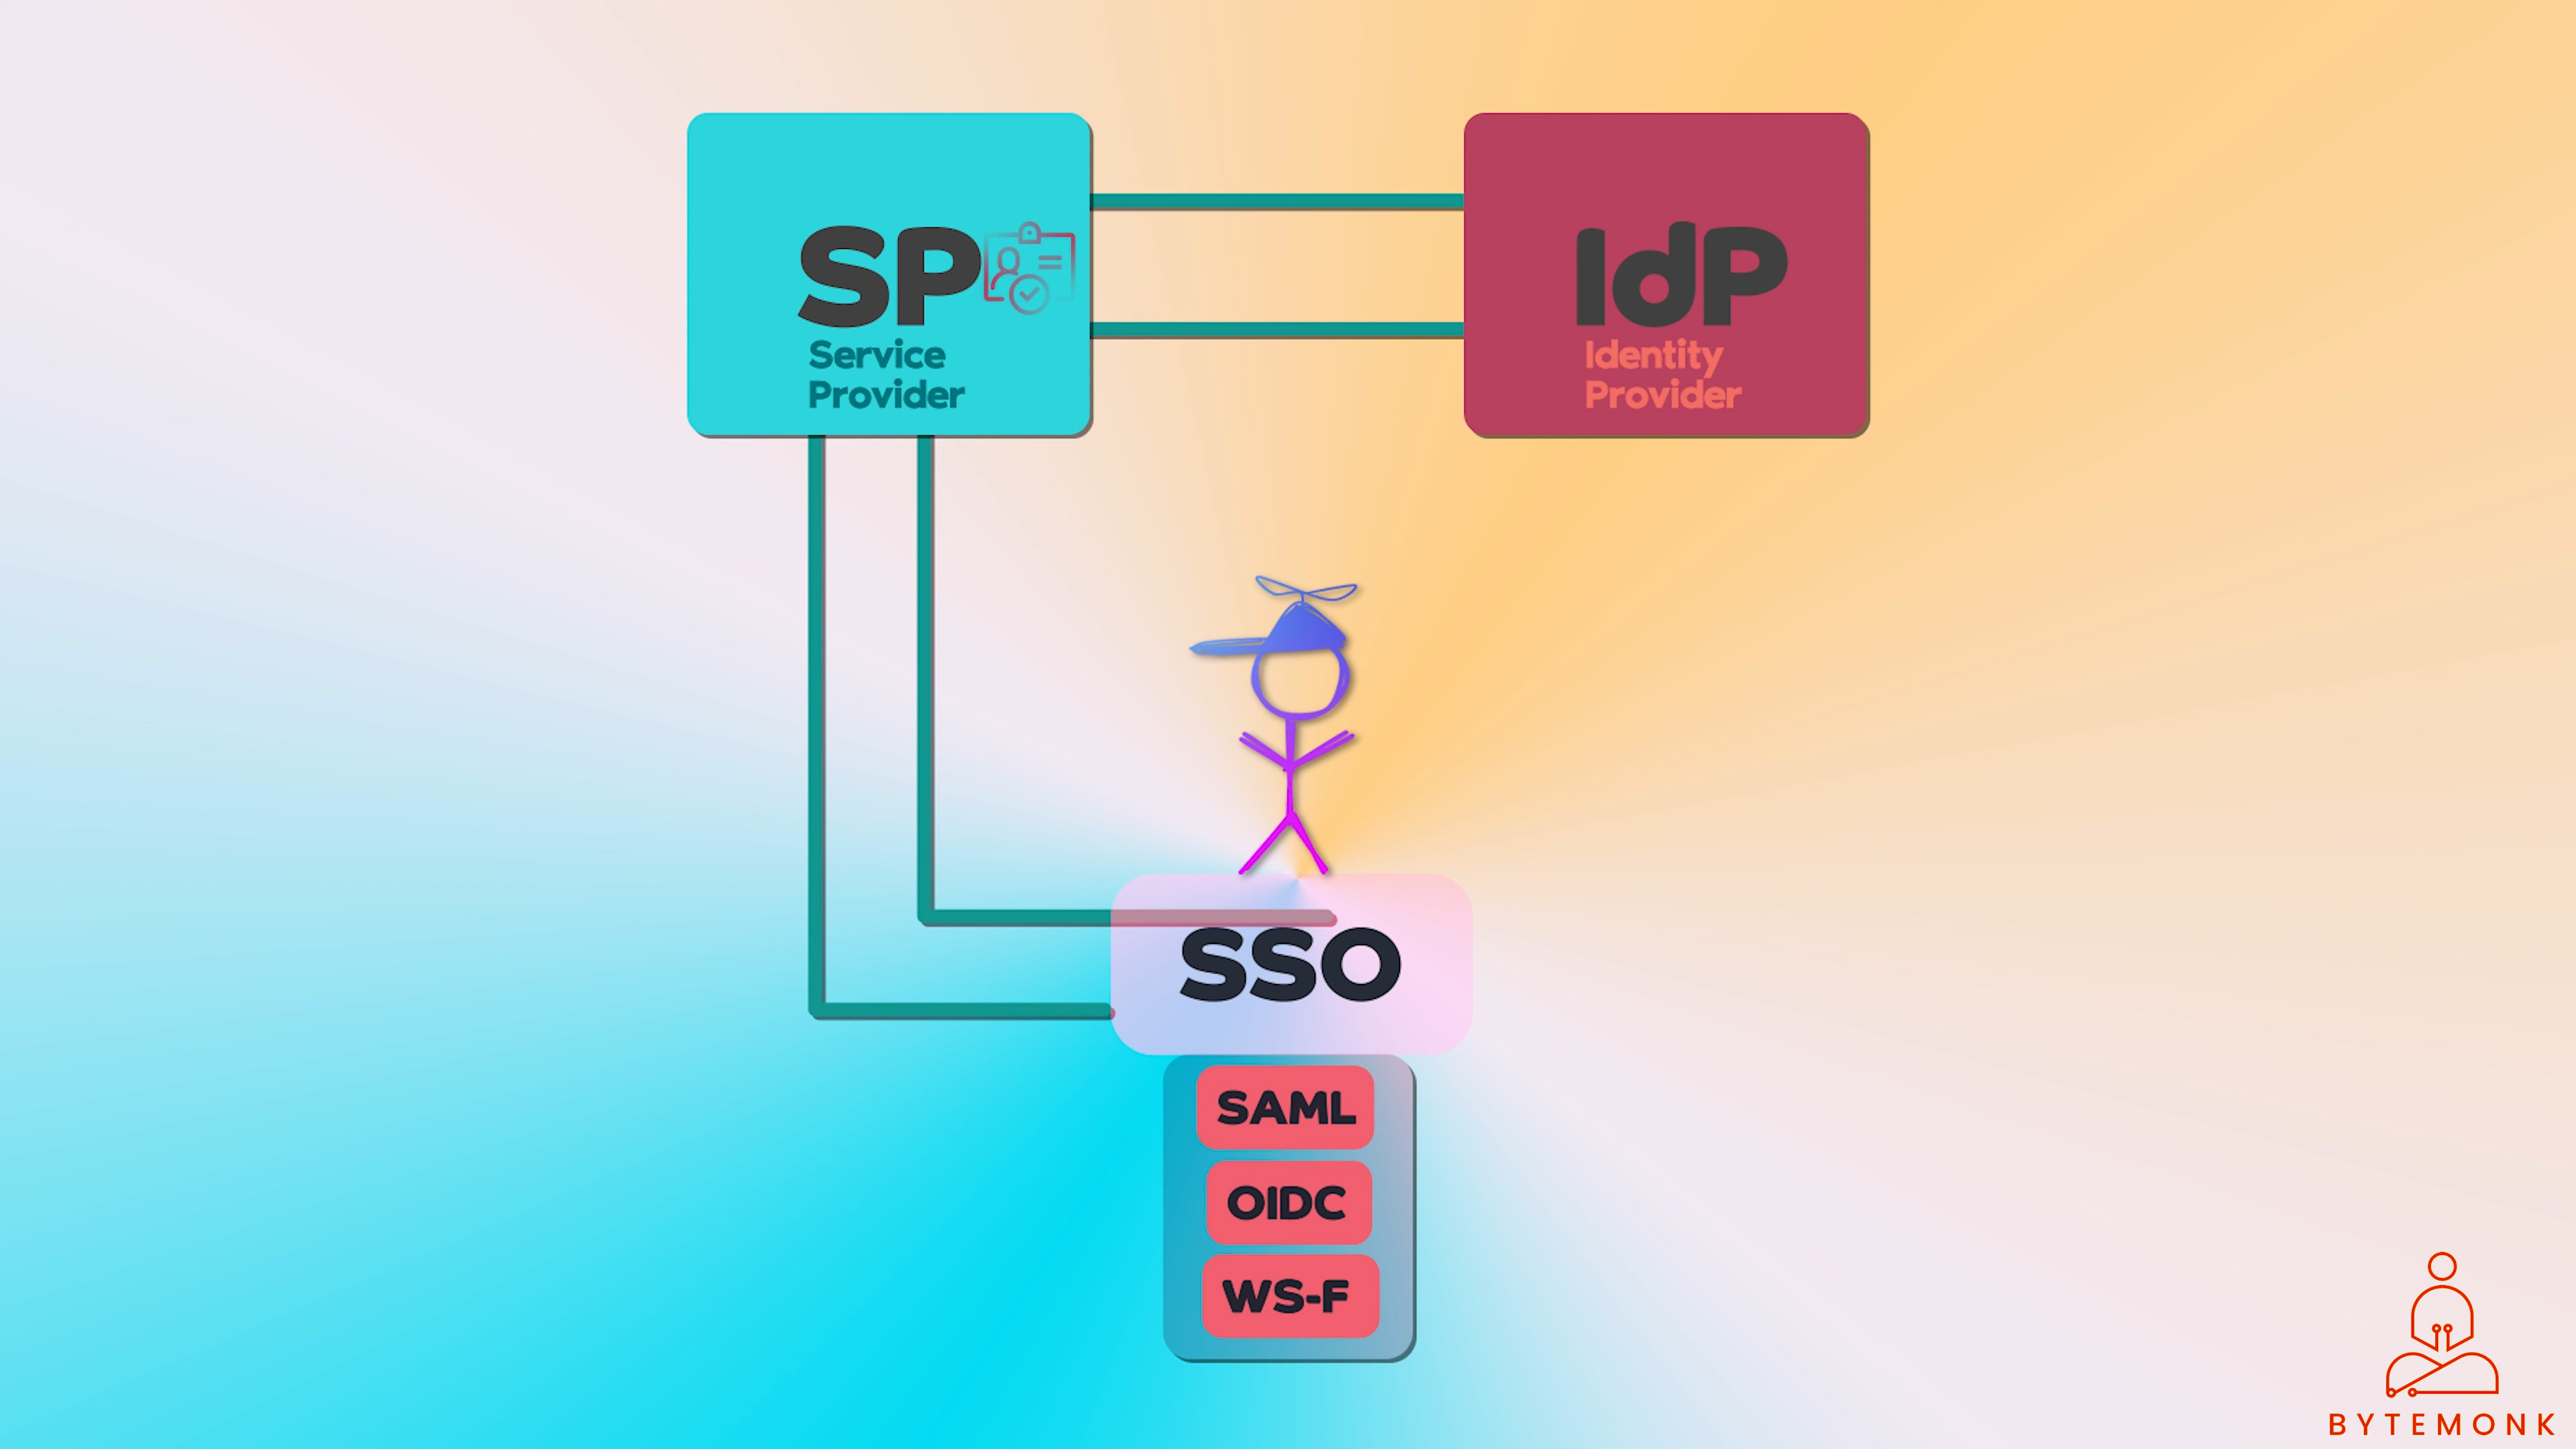 SP
Service
Provider
IdP
Identity
Provider
SSO
SAML
OIDC
WS-F
BYTEMONK